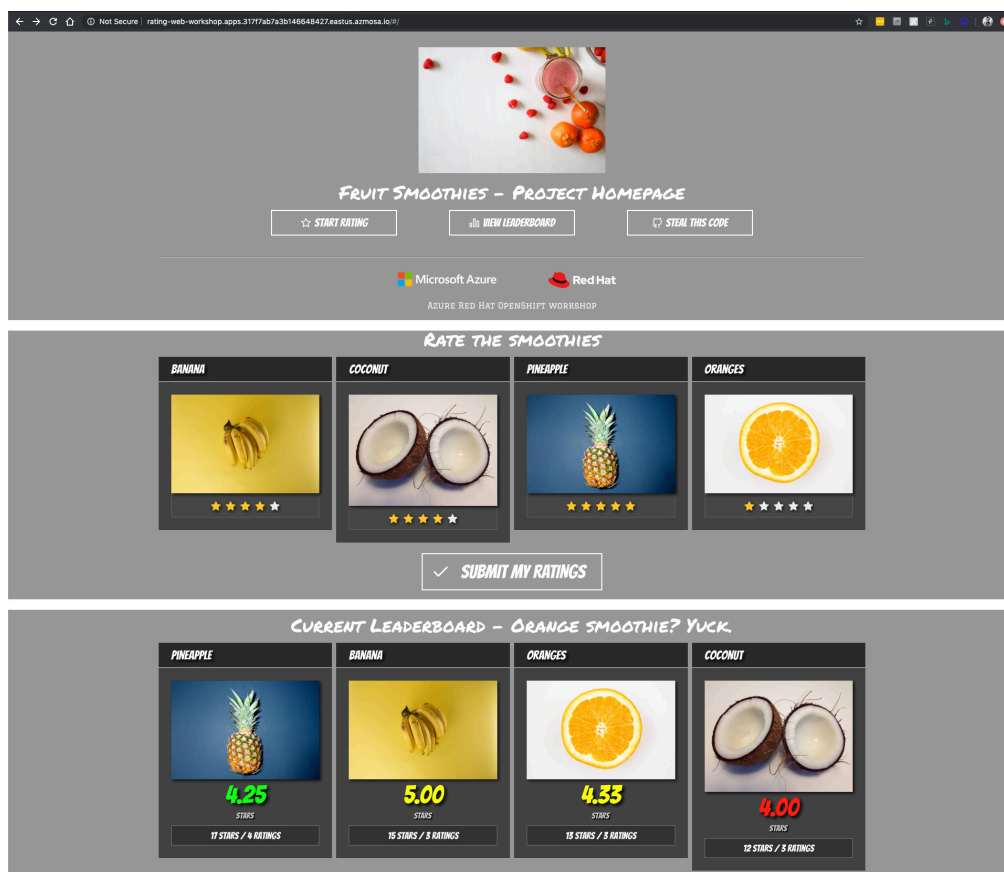 Not Secure | rating-web-workshop.apps.317f7ab7a3b146648427.eastus.azmosa.io/#/
Fruit Smoothies - Project Homepage
START RATING
VIEW LEADERBOARD
STEAL THIS CODE
Microsoft Azure
Red Hat
Azure Red Hat OpenShift workshop
Rate the smoothies
BANANA
COCONUT
PINEAPPLE
ORANGES
SUBMIT MY RATINGS
Current Leaderboard - Orange smoothie? Yuck.
PINEAPPLE
BANANA
ORANGES
COCONUT
4.25
STARS
17 STARS / 4 RATINGS
5.00
STARS
15 STARS / 3 RATINGS
4.33
STARS
13 STARS / 3 RATINGS
4.00
STARS
12 STARS / 3 RATINGS